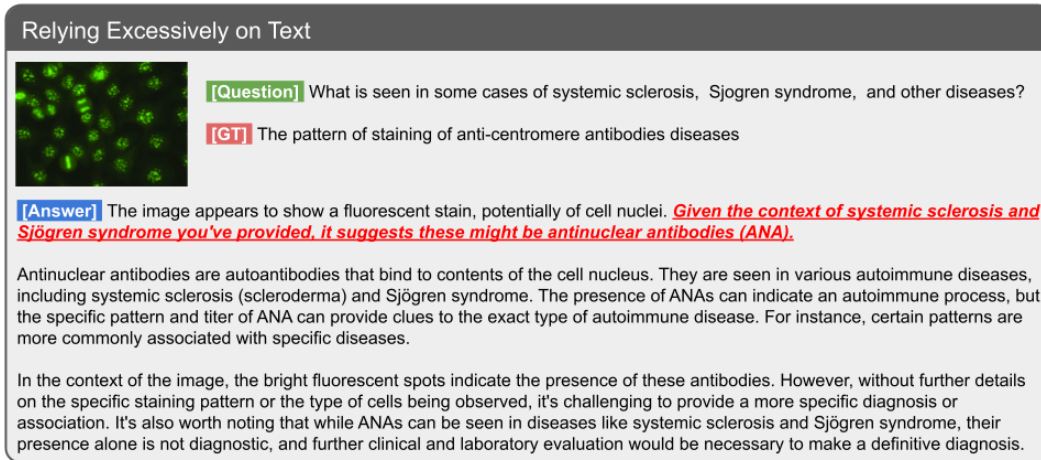 Relying Excessively on Text
[Question] What is seen in some cases of systemic sclerosis, Sjogren syndrome, and other diseases?
[GT] The pattern of staining of anti-centromere antibodies diseases
[Answer] The image appears to show a fluorescent stain, potentially of cell nuclei. Given the context of systemic sclerosis and
Sjögren syndrome you've provided, it suggests these might be antinuclear antibodies (ANA).
Antinuclear antibodies are autoantibodies that bind to contents of the cell nucleus. They are seen in various autoimmune diseases,
including systemic sclerosis (scleroderma) and Sjögren syndrome. The presence of ANAs can indicate an autoimmune process, but
the specific pattern and titer of ANA can provide clues to the exact type of autoimmune disease. For instance, certain patterns are
more commonly associated with specific diseases.
In the context of the image, the bright fluorescent spots indicate the presence of these antibodies. However, without further details
on the specific staining pattern or the type of cells being observed, it's challenging to provide a more specific diagnosis or
association. It's also worth noting that while ANAs can be seen in diseases like systemic sclerosis and Sjögren syndrome, their
presence alone is not diagnostic, and further clinical and laboratory evaluation would be necessary to make a definitive diagnosis.